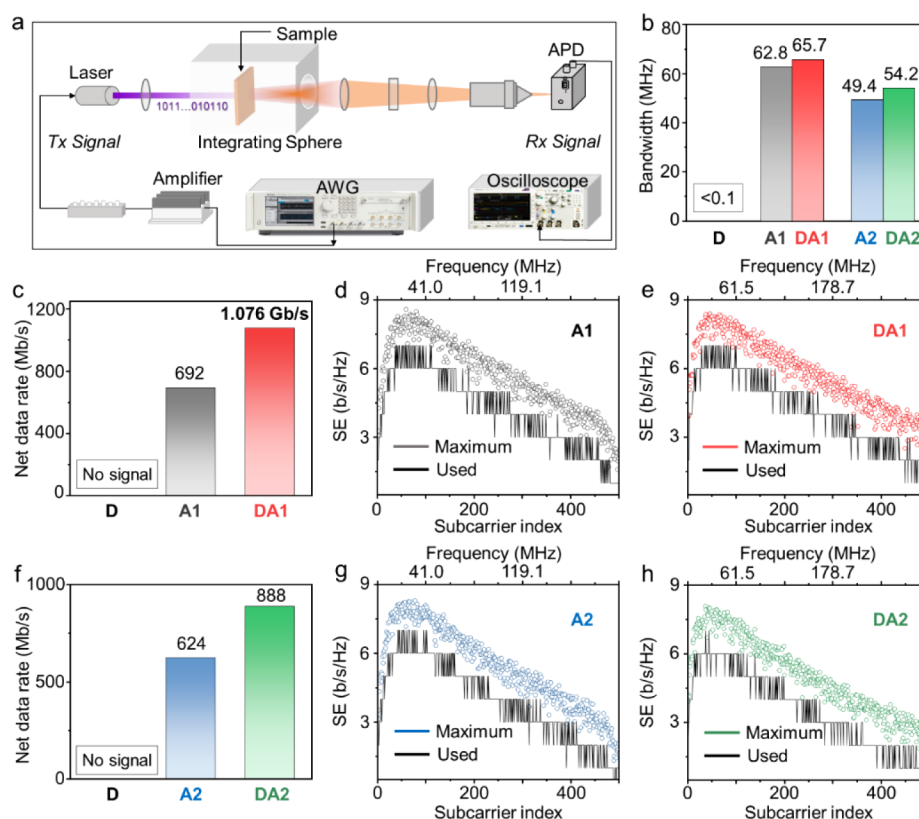 a
Sample
Laser
APD
1011...010110
Tx Signal
Integrating Sphere
Rx Signal
Amplifier
AWG
Oscilloscope
b
Bandwidth (MHz)
80
60
40
20
0
<0.1
62.8
65.7
49.4
54.2
D
A1
DA1
A2
DA2
c
Net data rate (Mb/s)
1200
800
400
0
No signal
692
1.076 Gb/s
D
A1
DA1
d
Frequency (MHz)
41.0
119.1
SE (b/s/Hz)
9
6
3
A1
Maximum
Used
0
200
400
Subcarrier index
e
Frequency (MHz)
61.5
178.7
SE (b/s/Hz)
9
6
3
DA1
Maximum
Used
0
200
400
Subcarrier index
f
Net data rate (Mb/s)
1000
500
0
No signal
624
888
D
A2
DA2
g
Frequency (MHz)
41.0
119.1
SE (b/s/Hz)
9
6
3
A2
Maximum
Used
0
200
400
Subcarrier index
h
Frequency (MHz)
61.5
178.7
SE (b/s/Hz)
9
6
3
DA2
Maximum
Used
0
200
400
Subcarrier index